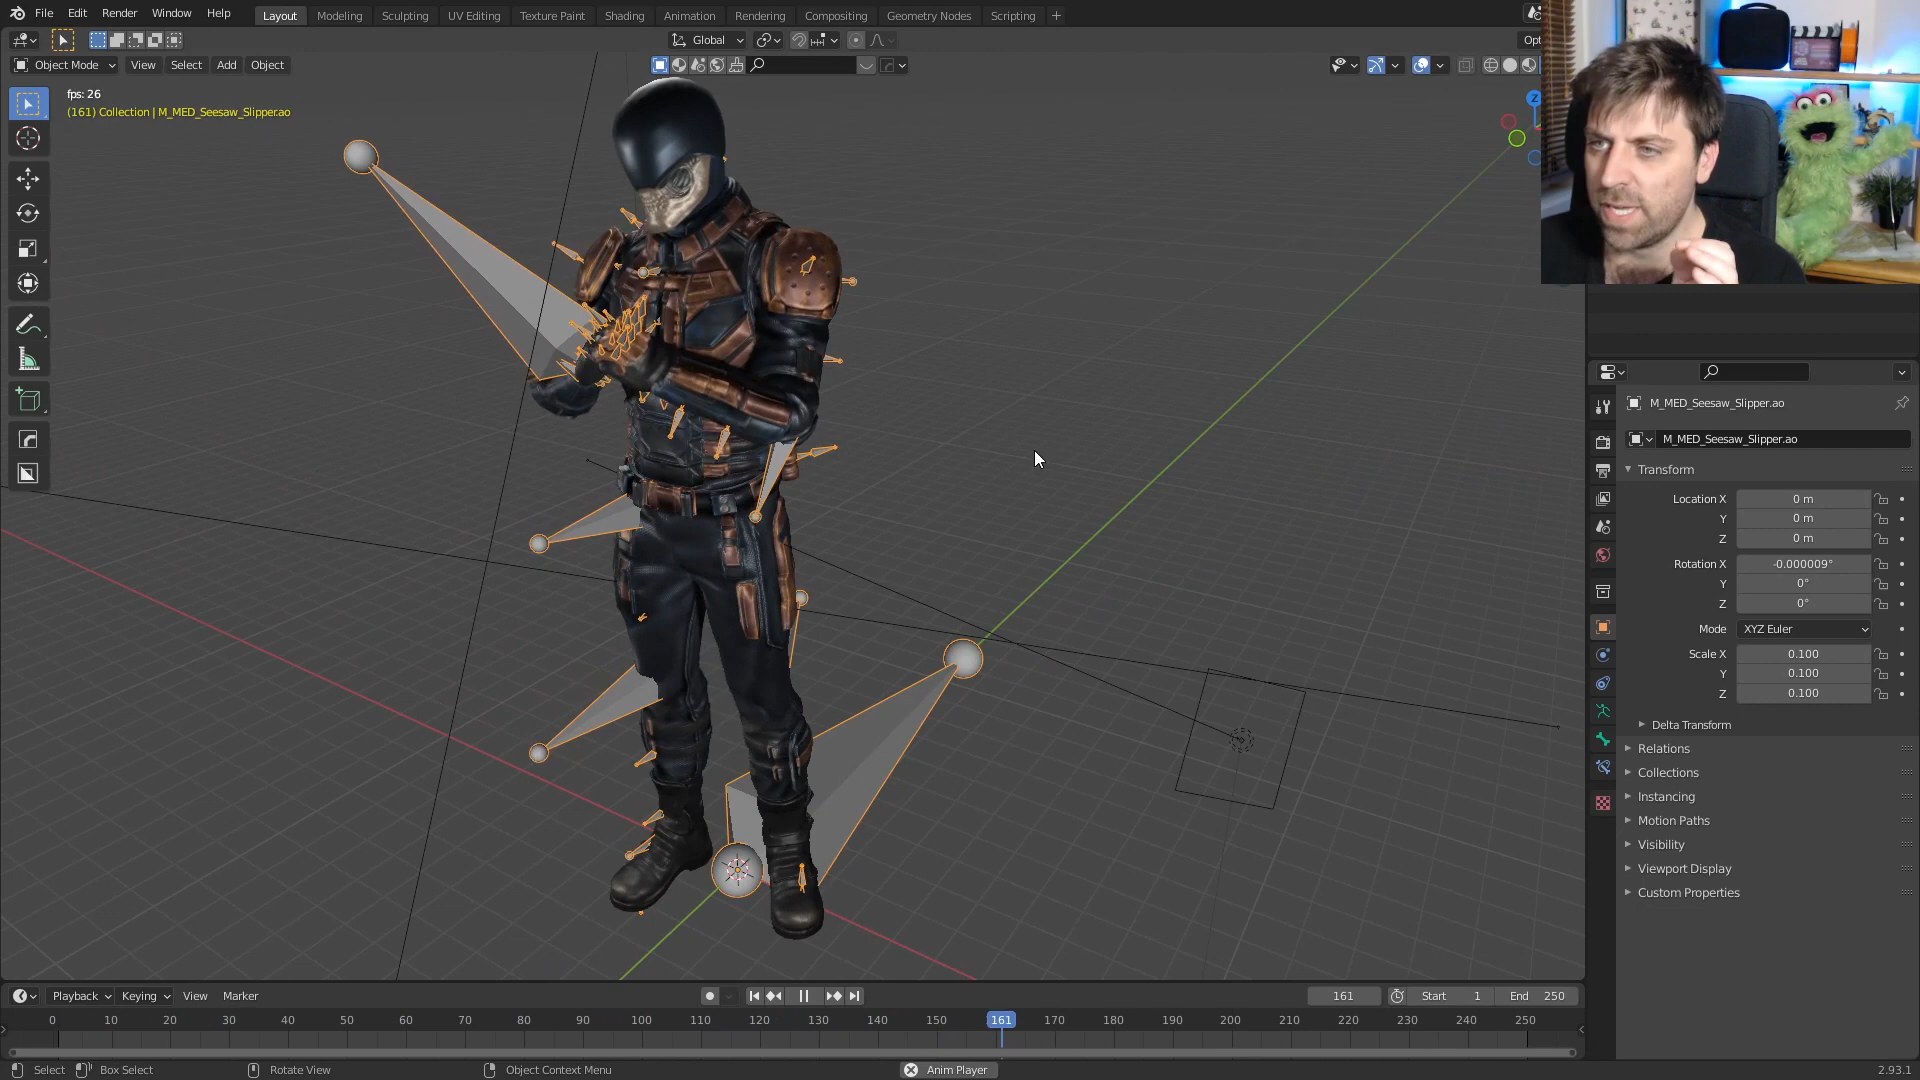 File Edit Render Window Help
Layout Modeling Sculpting UV Editing Texture Paint Shading Animation Rendering Compositing Geometry Nodes Scripting
Global
Opt
Object Mode View Select Add Object
fps: 26
(161) Collection | M_MED_Seesaw_Slipper.ao
Z
M_MED_Seesaw_Slipper.ao
M_MED_Seesaw_Slipper.ao
Transform
Location X 0 m
Y 0 m
Z 0 m
Rotation X -0.000009°
Y 0°
Z 0°
Mode XYZ Euler
Scale X 0.100
Y 0.100
Z 0.100
Delta Transform
Relations
Collections
Instancing
Motion Paths
Visibility
Viewport Display
Custom Properties
Playback Keying View Marker 161 Start 1 End 250
0 10 20 30 40 50 60 70 80 90 100 110 120 130 140 150 161 170 180 190 200 210 220 230 240 250
Select Box Select Rotate View Object Context Menu Anim Player 2.93.1